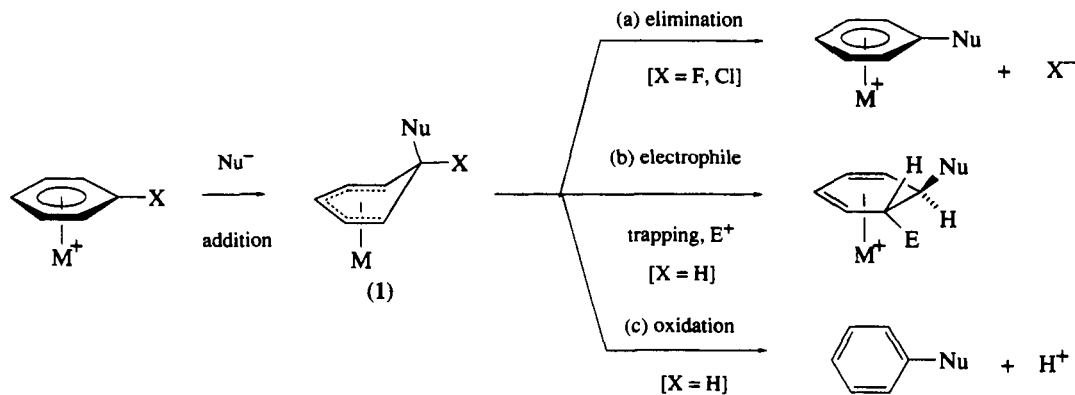 (a) elimination
[X = F, Cl]
Nu
M+
+ X−
Nu−
addition
X
M+
Nu
X
M
(1)
(b) electrophile
trapping, E+
[X = H]
H
Nu
H
E
M+
(c) oxidation
[X = H]
Nu
+ H+